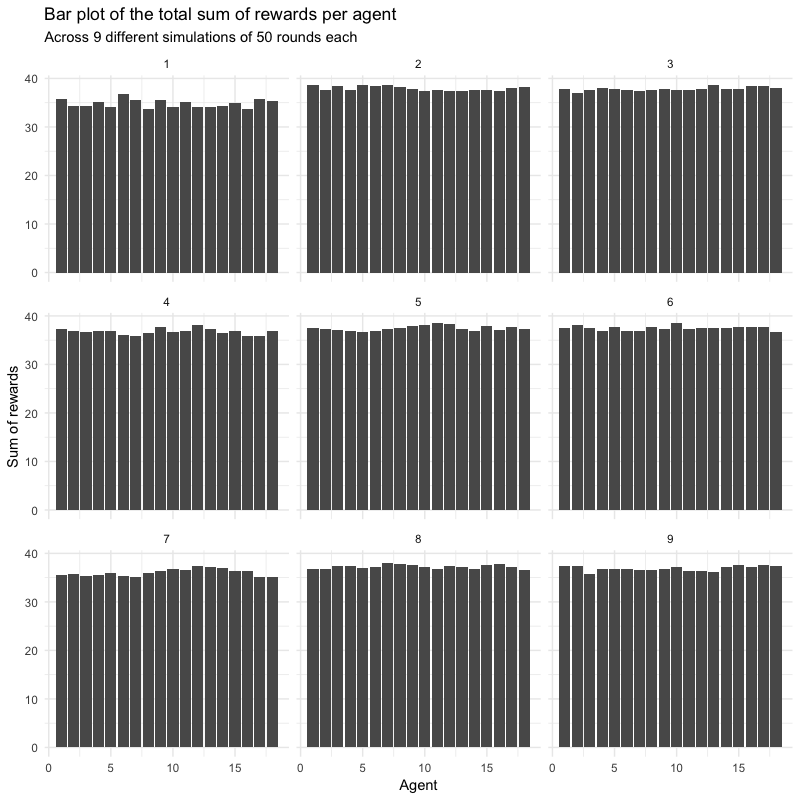 Bar plot of the total sum of rewards per agent
Across 9 different simulations of 50 rounds each
1 2 3
40
30
20
10
0
4 5 6
40
30
20
10
0
Sum of rewards
7 8 9
40
30
20
10
0
0 5 10 15 0 5 10 15 0 5 10 15
Agent